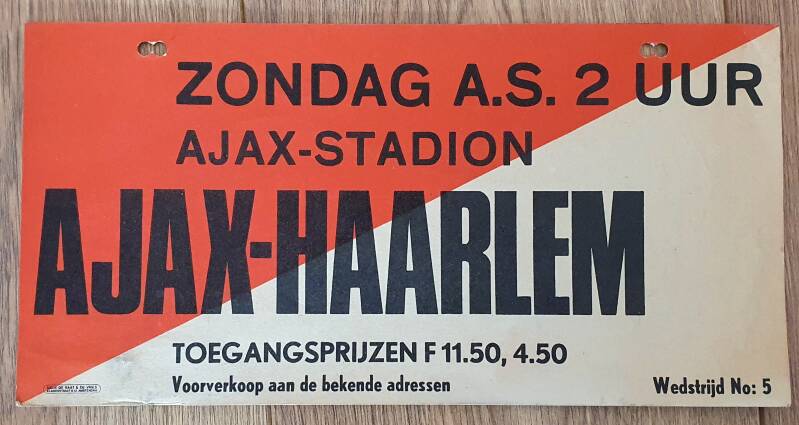 ZONDAG A.S. 2 UUR
AJAX-STADION
AJAX-HAARLEM
TOEGANGSPRIJZEN F 11.50, 4.50
Voorverkoop aan de bekende adressen
Wedstrijd No: 5